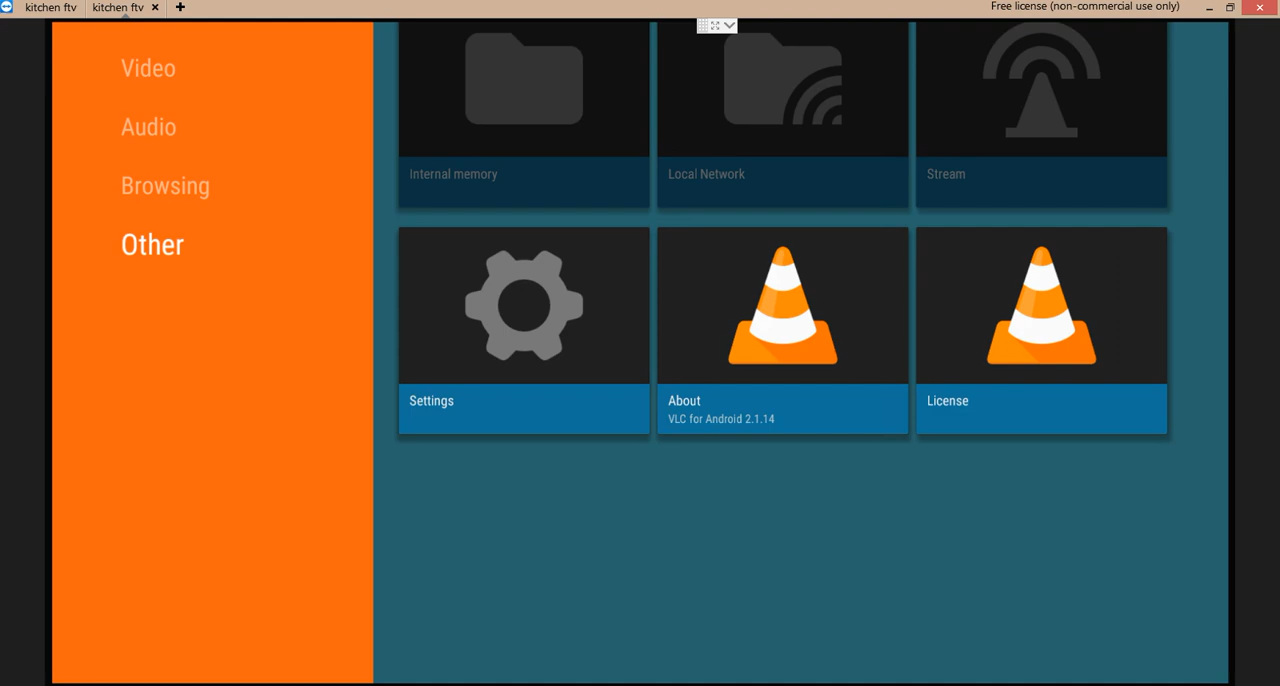 kitchen ftv
kitchen ftv
Free license (non-commercial use only)
Video
Audio
Browsing
Other
Internal memory
Local Network
Stream
Settings
About
VLC for Android 2.1.14
License